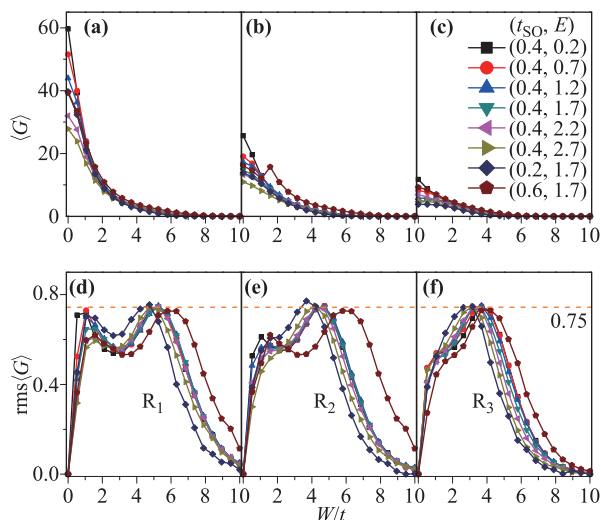 (a) (b) (c) (t_SO, E)
(0.4, 0.2)
(0.4, 0.7)
(0.4, 1.2)
(0.4, 1.7)
(0.4, 2.2)
(0.4, 2.7)
(0.2, 1.7)
(0.6, 1.7)
⟨G⟩
60
40
20
0
0 2 4 6 8 10 2 4 6 8 10 2 4 6 8 10
(d) (e) (f)
0.75
rms⟨G⟩
0.8
0.4
0.0
R₁ R₂ R₃
0 2 4 6 8 10 2 4 6 8 10 2 4 6 8 10
W/t